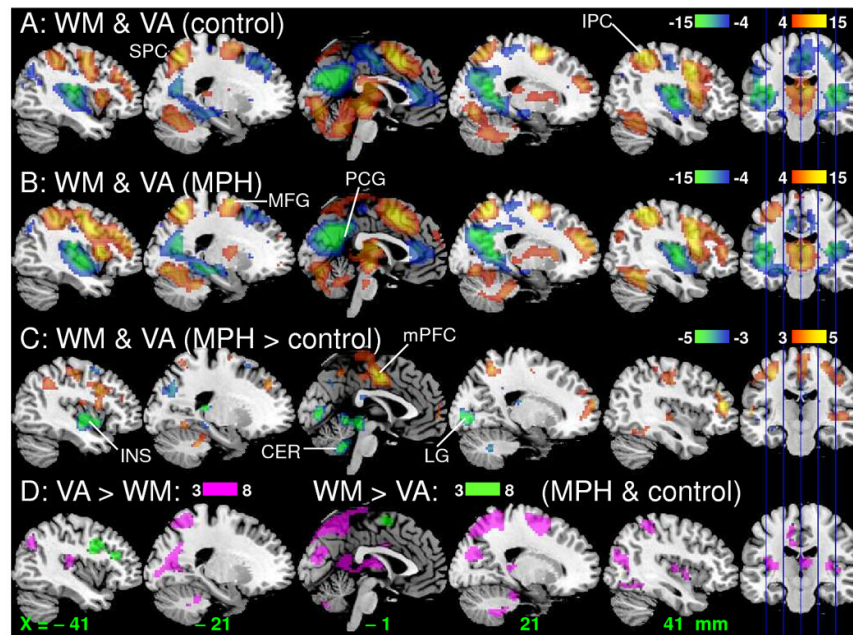 A: WM & VA (control)
SPC
IPC
-15 -4 4 15
B: WM & VA (MPH)
PCG
MFG
-15 -4 4 15
C: WM & VA (MPH > control)
mPFC
-5 -3 3 5
INS
CER
LG
D: VA > WM: 3 8 WM > VA: 3 8 (MPH & control)
X = – 41 – 21 – 1 21 41 mm